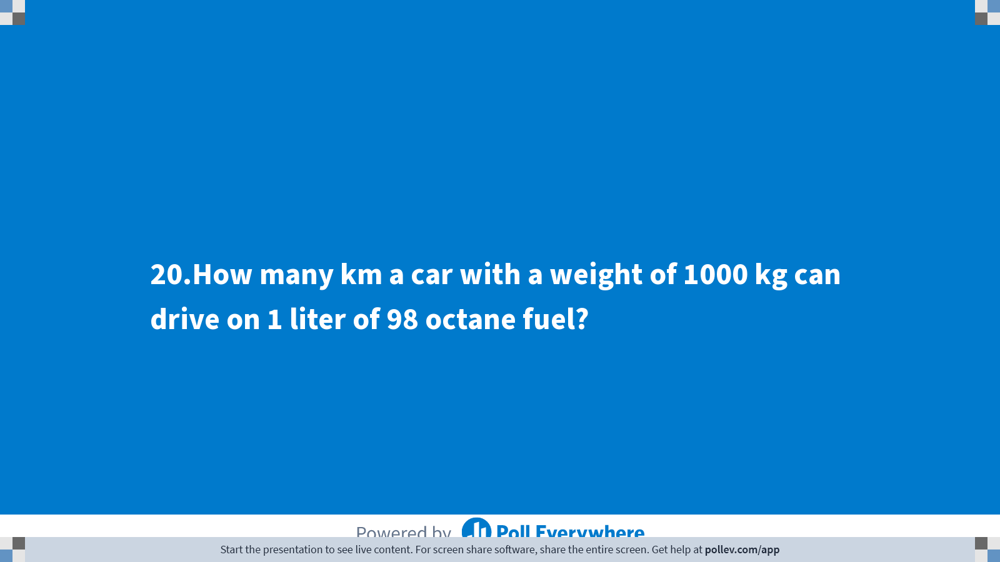 20.How many km a car with a weight of 1000 kg can
drive on 1 liter of 98 octane fuel?
Powered by Poll Everywhere
Start the presentation to see live content. For screen share software, share the entire screen. Get help at pollev.com/app